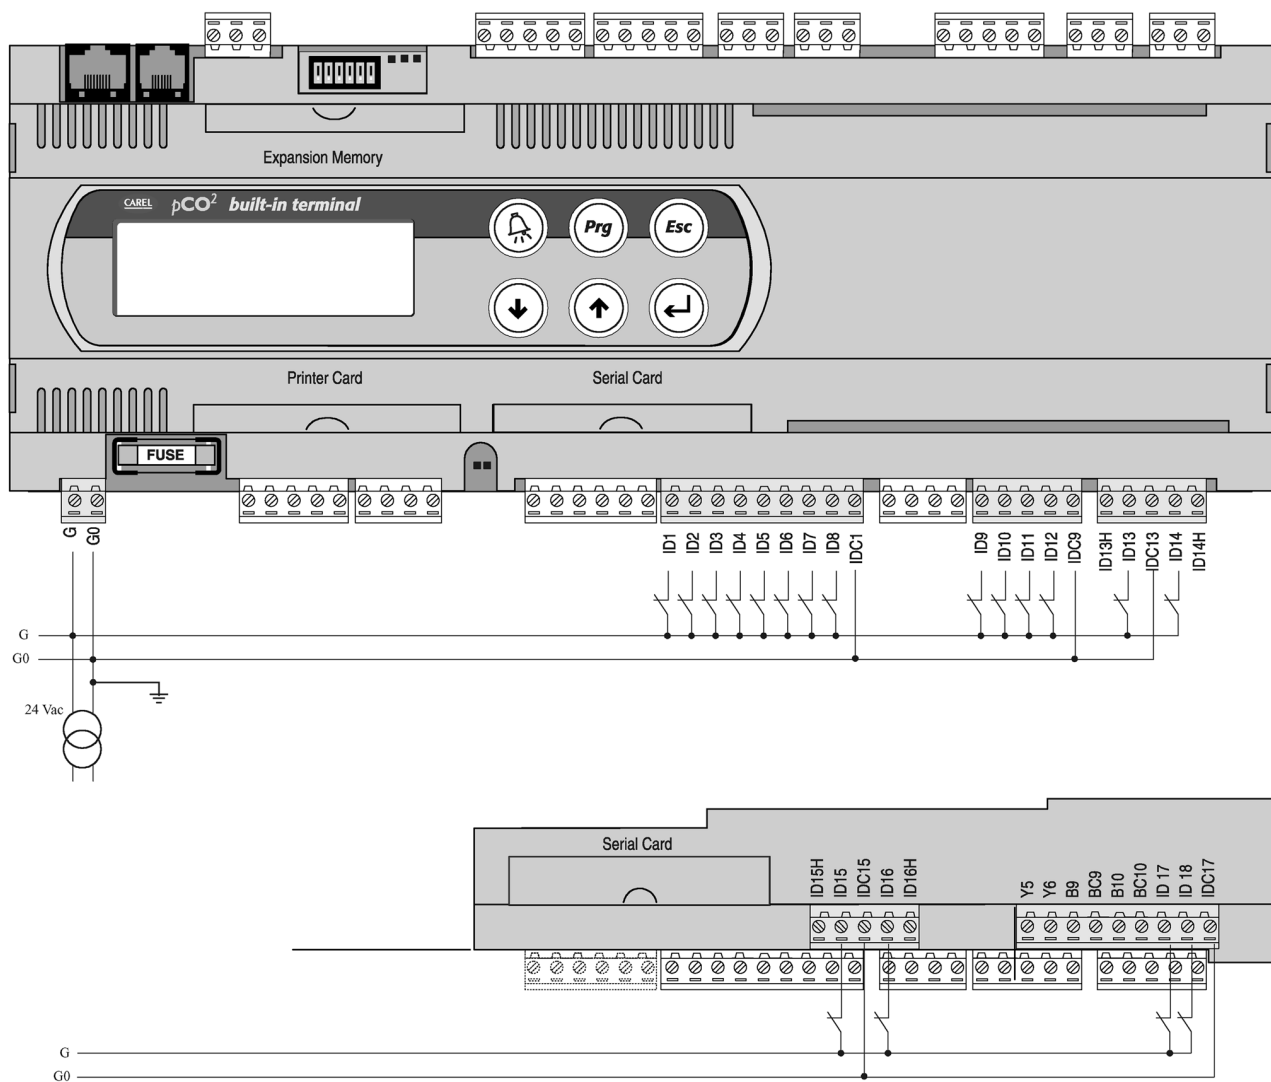 Expansion Memory
CAREL pCO2 built-in terminal
Prg
Esc
Printer Card
Serial Card
FUSE
G
G0
ID1
ID2
ID3
ID4
ID5
ID6
ID7
ID8
IDC1
ID9
ID10
ID11
ID12
IDC9
ID13H
ID13
IDC13
ID14
ID14H
G
G0
24 Vac
Serial Card
ID15H
ID15
IDC15
ID16
ID16H
Y5
Y6
B9
BC9
B10
BC10
ID 17
ID 18
IDC17
G
G0